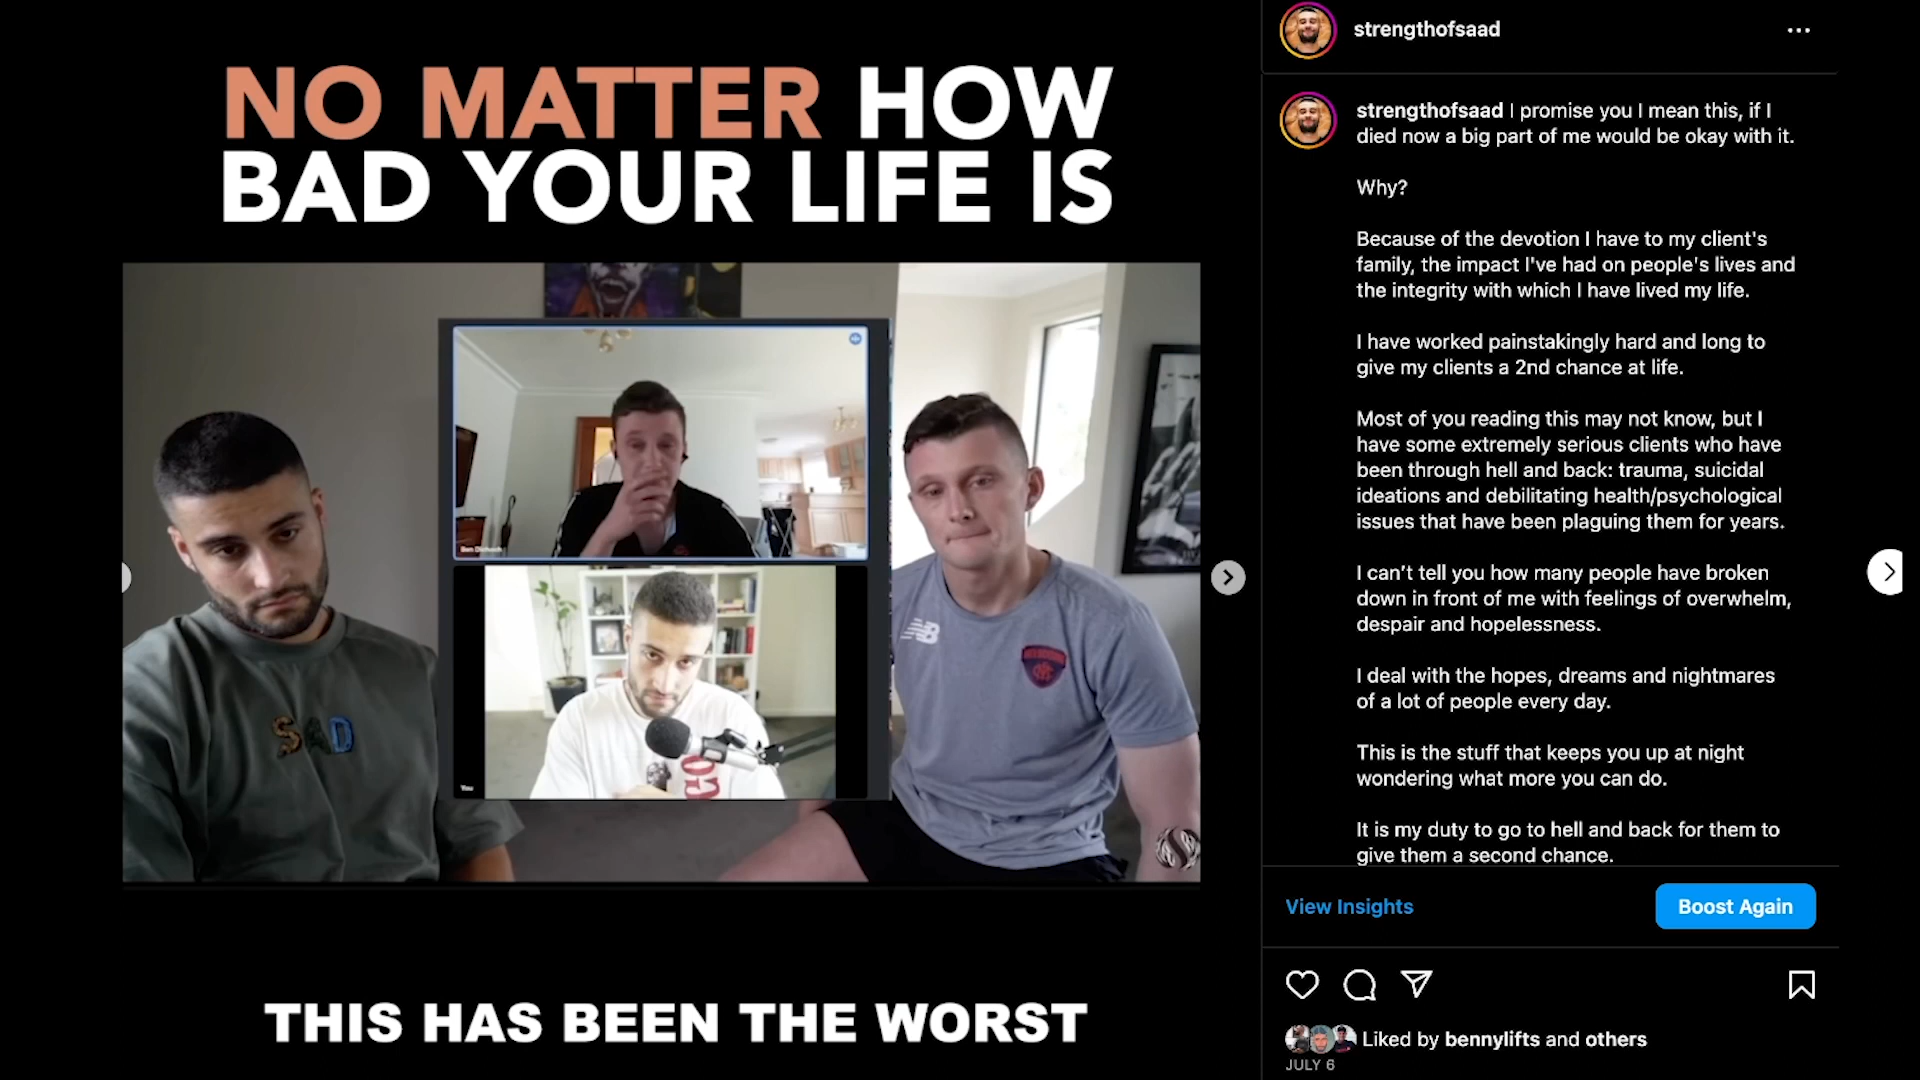 NO MATTER HOW
BAD YOUR LIFE IS
You
SAD
NB
THIS HAS BEEN THE WORST
strengthofsaad
strengthofsaad I promise you I mean this, if I
died now a big part of me would be okay with it.
Why?
Because of the devotion I have to my client's
family, the impact I've had on people's lives and
the integrity with which I have lived my life.
I have worked painstakingly hard and long to
give my clients a 2nd chance at life.
Most of you reading this may not know, but I
have some extremely serious clients who have
been through hell and back: trauma, suicidal
ideations and debilitating health/psychological
issues that have been plaguing them for years.
I can’t tell you how many people have broken
down in front of me with feelings of overwhelm,
despair and hopelessness.
I deal with the hopes, dreams and nightmares
of a lot of people every day.
This is the stuff that keeps you up at night
wondering what more you can do.
It is my duty to go to hell and back for them to
give them a second chance.
View Insights
Boost Again
Liked by bennylifts and others
JULY 6